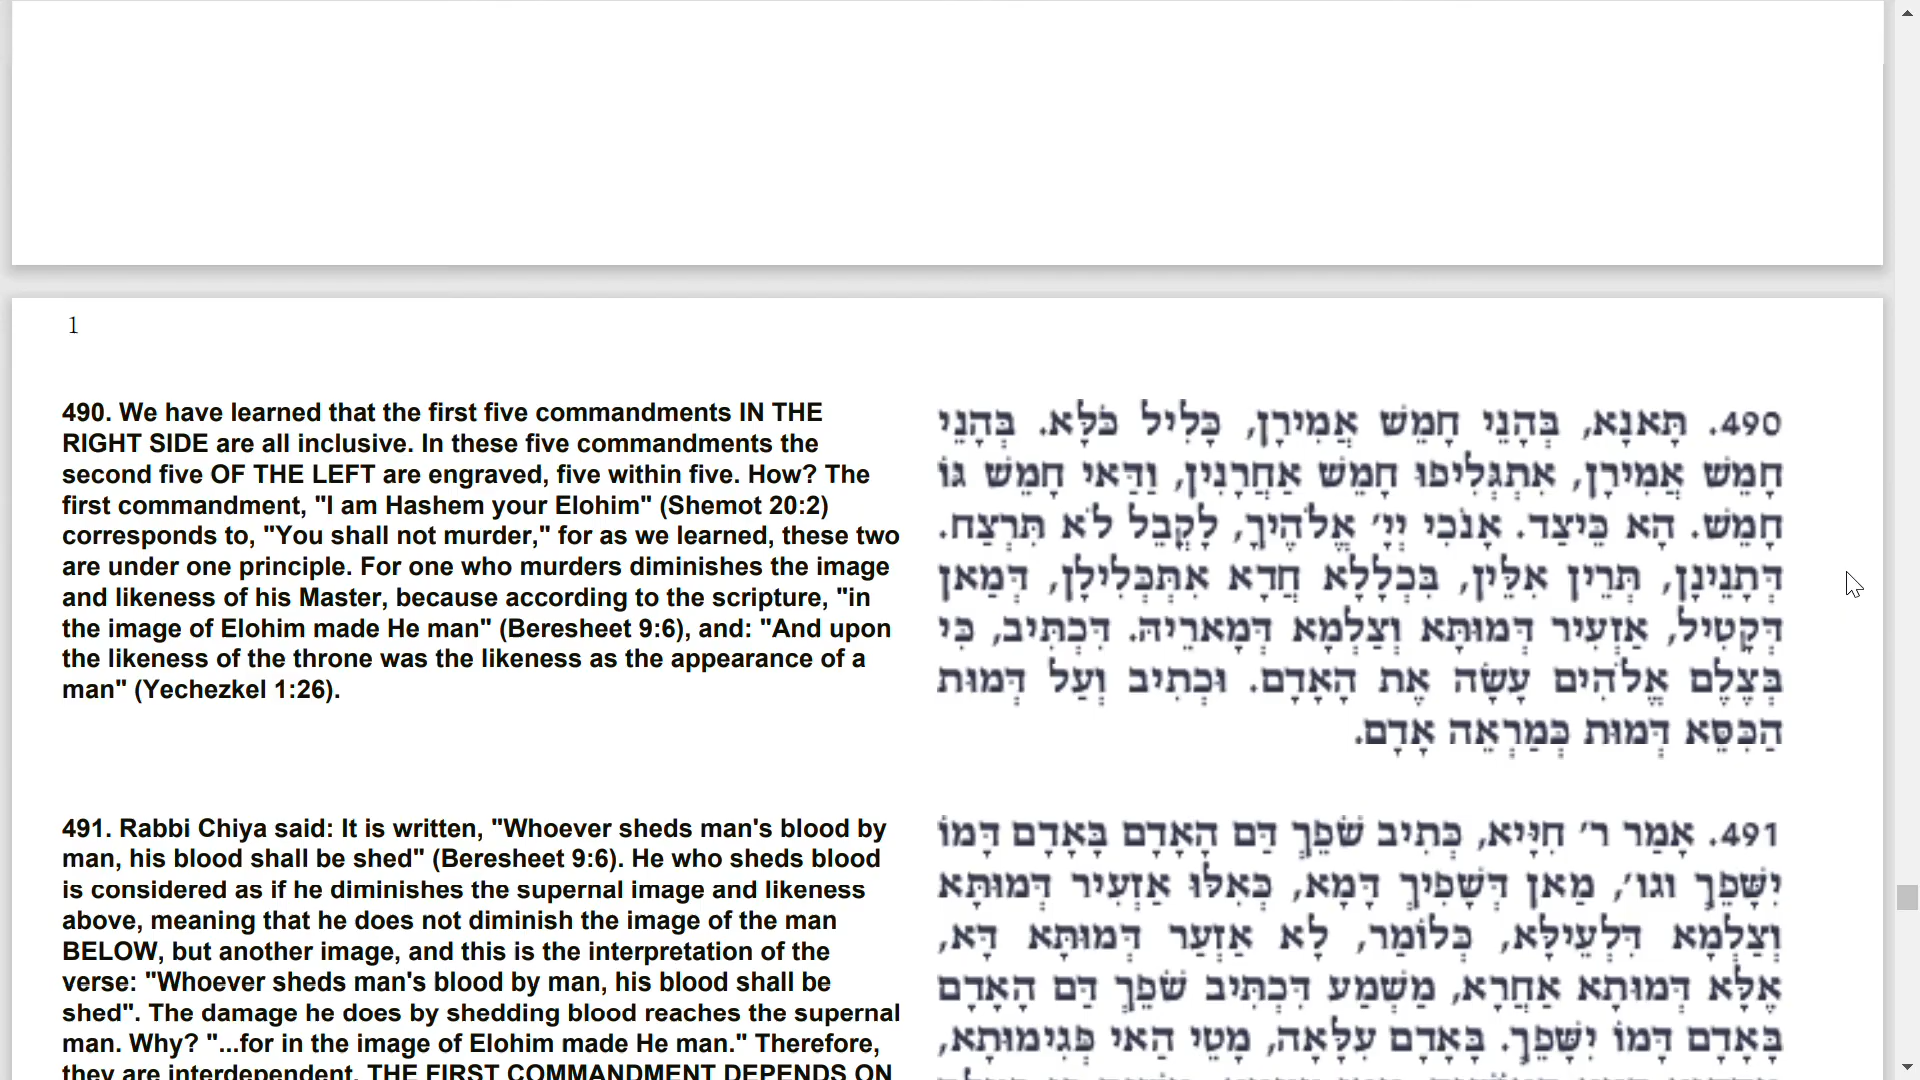 1
490. We have learned that the first five commandments IN THE
RIGHT SIDE are all inclusive. In these five commandments the
second five OF THE LEFT are engraved, five within five. How? The
first commandment, "I am Hashem your Elohim" (Shemot 20:2)
corresponds to, "You shall not murder," for as we learned, these two
are under one principle. For one who murders diminishes the image
and likeness of his Master, because according to the scripture, "in
the image of Elohim made He man" (Beresheet 9:6), and: "And upon
the likeness of the throne was the likeness as the appearance of a
man" (Yechezkel 1:26).
490. תָּאנָא, בְּהָנֵי חָמֵשׁ אֲמִירָן, כָּלִיל כֹּלָּא. בְּהָנֵי
חָמֵשׁ אֲמִירָן, אִתְגְּלִיפוּ חָמֵשׁ אַחֲרָנִין, וַדַּאי חָמֵשׁ גּוֹ
חָמֵשׁ. הָא כֵּיצַד. אָנֹכִי יְיָ׳ אֱלֹהֶיךָ, לָקֳבֵל לֹא תִּרְצַח.
דְּתָנֵינָן, תְּרֵין אִלֵּין, בִּכְלָלָא חֲדָא אִתְּכְּלִילָן, דְּמַאן
דְּקָטִיל, אַזְעִיר דְּמוּתָא וְצַלְמָא דְּמָארֵיהּ. דִּכְתִּיב, כִּי
בְּצֶלֶם אֱלֹהִים עָשָׂה אֶת הָאָדָם. וּכְתִיב וְעַל דְּמוּת
הַכִּסֵּא דְּמוּת כְּמַרְאֵה אָדָם.
491. Rabbi Chiya said: It is written, "Whoever sheds man's blood by
man, his blood shall be shed" (Beresheet 9:6). He who sheds blood
is considered as if he diminishes the supernal image and likeness
above, meaning that he does not diminish the image of the man
BELOW, but another image, and this is the interpretation of the
verse: "Whoever sheds man's blood by man, his blood shall be
shed". The damage he does by shedding blood reaches the supernal
man. Why? "...for in the image of Elohim made He man." Therefore,
they are interdependent. THE FIRST COMMANDMENT DEPENDS ON
491. אָמַר ר׳ חִיָּיא, כְּתִיב שֹׁפֵךְ דַּם הָאָדָם בָּאָדָם דָּמוֹ
יִשָּׁפֵךְ וגו׳, מַאן דְּשָׁפִיךְ דָּמָא, כְּאִלּוּ אַזְעִיר דְּמוּתָא
וְצַלְמָא דִּלְעֵילָּא, כְּלוֹמַר, לָא אַזְעַר דְּמוּתָא דָּא,
אֶלָּא דְּמוּתָא אַחֲרָא, מַשְׁמַע דִּכְתִּיב שֹׁפֵךְ דַּם הָאָדָם
בָּאָדָם דָּמוֹ יִשָּׁפֵךְ. בָּאָדָם עִלָּאָה, מָטֵי הַאי פְּגִימוּתָא,